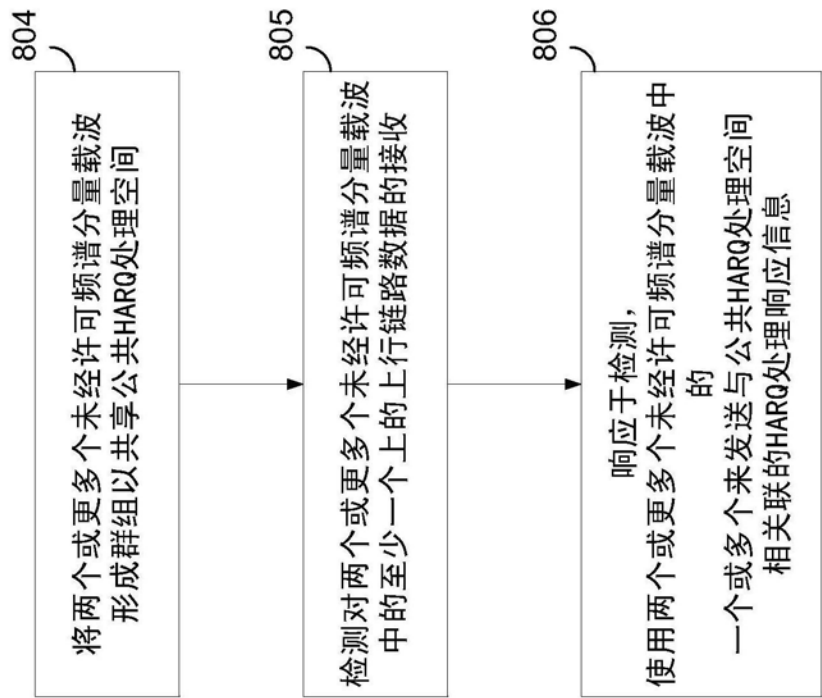 804
将两个或更多个未经许可频谱分量载波
形成群组以共享公共HARQ处理空间
805
检测对两个或更多个未经许可频谱分量载波
中的至少一个上的上行链路数据的接收
806
响应于检测，
使用两个或更多个未经许可频谱分量载波中
的
一个或多个来发送与公共HARQ处理空间
相关联的HARQ处理响应信息